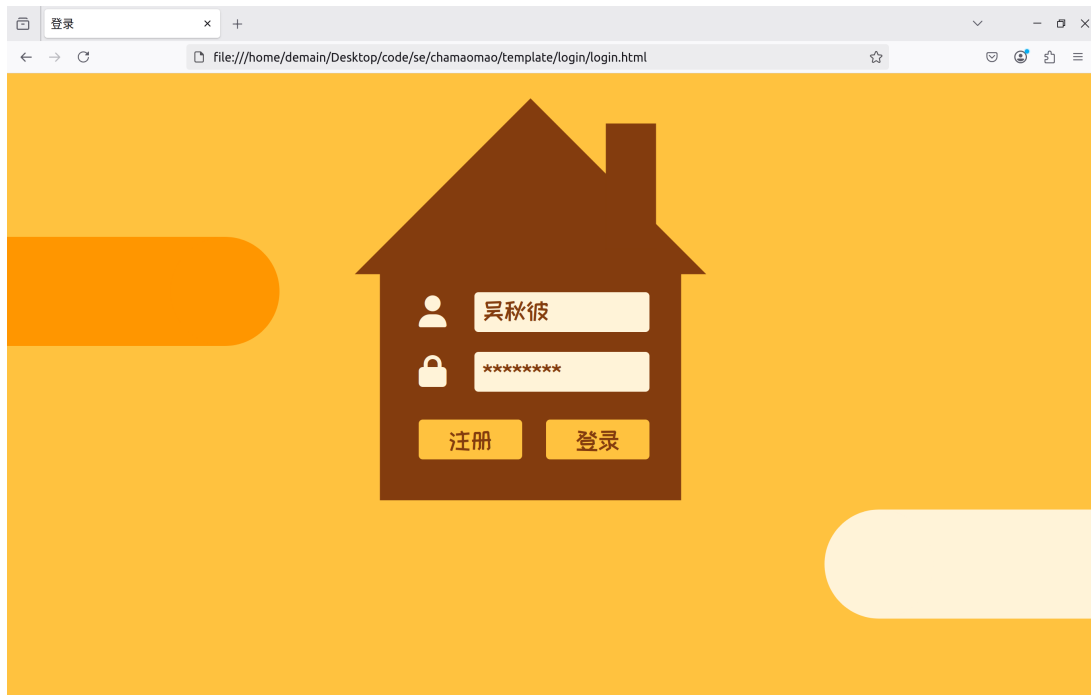 登录
file:///home/demain/Desktop/code/se/chamaomao/template/login/login.html
吴秋彼
********
注册 登录